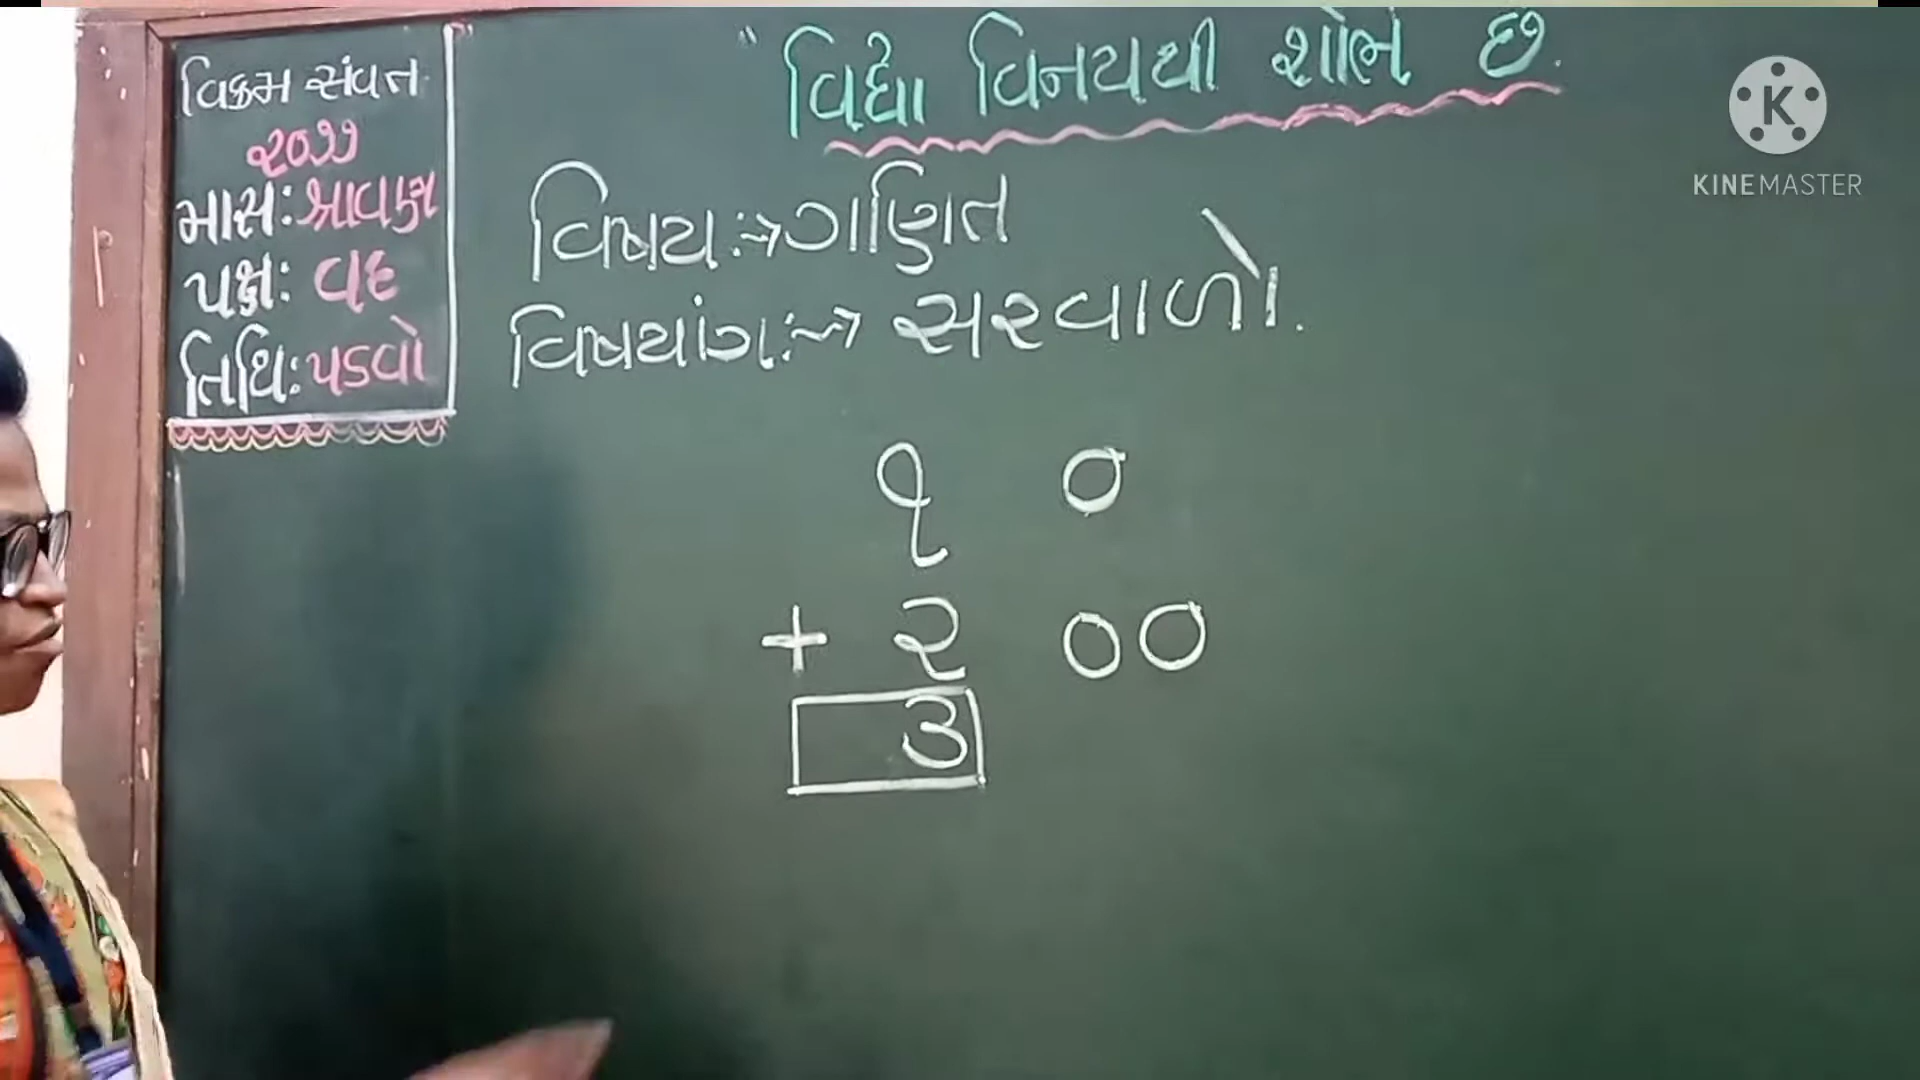 વિક્રમ સંવત
૨૦૭૭
માસ: શ્રાવણ
પક્ષ: વદ
તિથિ: પડવો
" વિદ્યા વિનયથી શોભે છે.
વિષય:→ ગણિત
વિષયાંગ:→ સરવાળો.
૧ ૦
+ ૨ ૦૦
૩
KINEMASTER